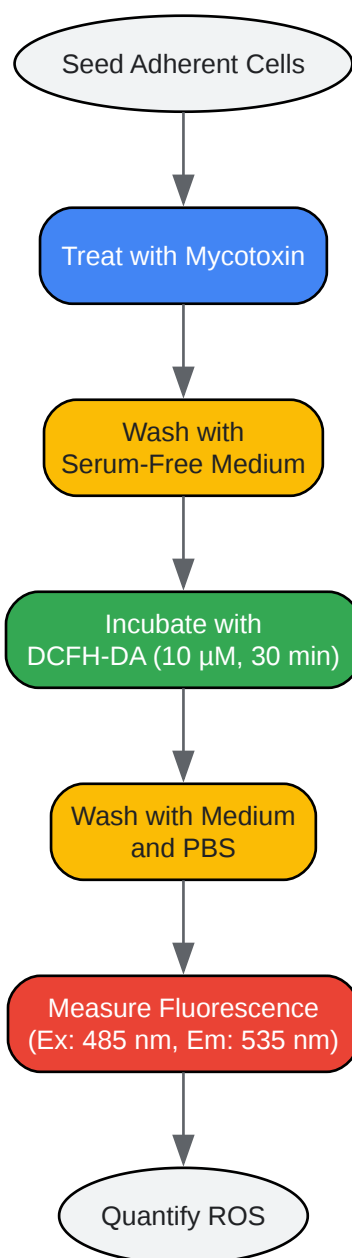 Seed Adherent Cells
Treat with Mycotoxin
Wash with
Serum-Free Medium
Incubate with
DCFH-DA (10 µM, 30 min)
Wash with Medium
and PBS
Measure Fluorescence
(Ex: 485 nm, Em: 535 nm)
Quantify ROS